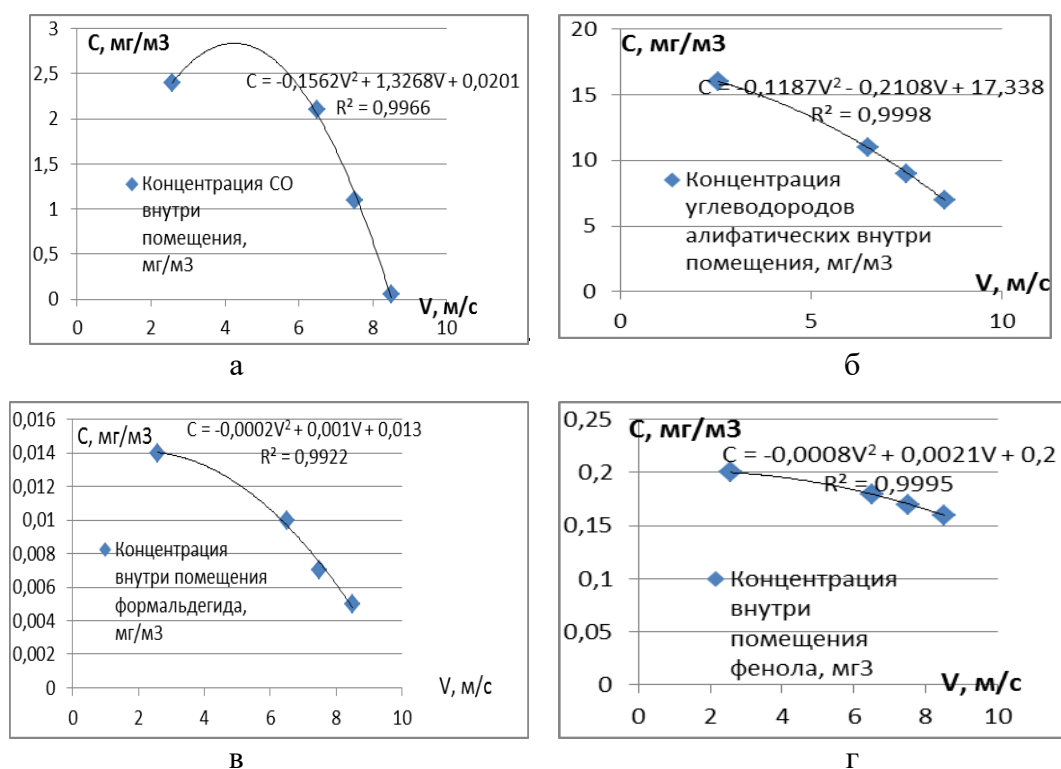 C, мг/м3
3
2,5
2
1,5
1
0,5
0
0 2 4 6 8 10
C = -0,1562V² + 1,3268V + 0,0201
R² = 0,9966
Концентрация CO
внутри
помещения,
мг/м3
V, м/с
а
C, мг/м3
20
15
10
5
0
0 5 10
C = -0,1187V² - 0,2108V + 17,338
R² = 0,9998
Концентрация
углеводородов
алифатических внутри
помещения, мг/м3
V, м/с
б
C, мг/м3
0,016
0,014
0,012
0,01
0,008
0,006
0,004
0,002
0
0 2 4 6 8 10
C = -0,0002V² + 0,001V + 0,013
R² = 0,9922
Концентрация
внутри помещения
формальдегида,
мг/м3
V, м/с
в
C, мг/м3
0,25
0,2
0,15
0,1
0,05
0
0 2 4 6 8 10
C = -0,0008V² + 0,0021V + 0,2
R² = 0,9995
Концентрация
внутри
помещения
фенола, мг3
V, м/с
г